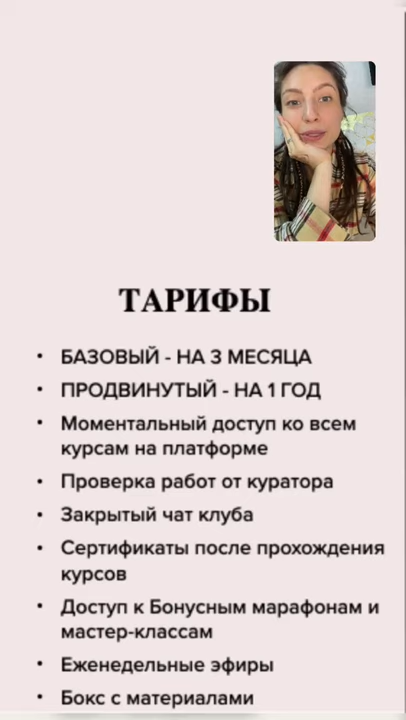 ТАРИФЫ
• БАЗОВЫЙ - НА 3 МЕСЯЦА
• ПРОДВИНУТЫЙ - НА 1 ГОД
• Моментальный доступ ко всем
курсам на платформе
• Проверка работ от куратора
• Закрытый чат клуба
• Сертификаты после прохождения
курсов
• Доступ к Бонусным марафонам и
мастер-классам
• Еженедельные эфиры
• Бокс с материалами